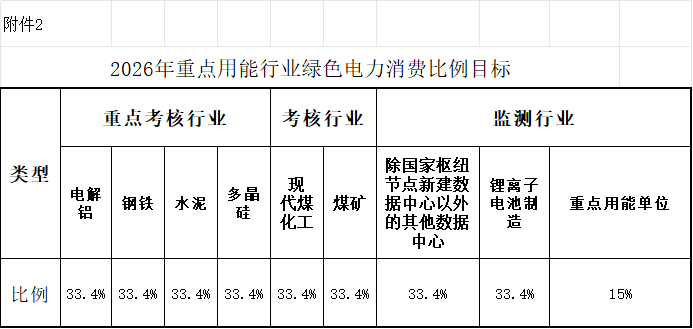 附件2
2026年重点用能行业绿色电力消费比例目标
类型
重点考核行业
考核行业
监测行业
电解
铝
钢铁
水泥
多晶
硅
现
代煤
化工
煤矿
除国家枢纽
节点新建数
据中心以外
的其他数据
中心
锂离子
电池制
造
重点用能单位
比例
33.4%
33.4%
33.4%
33.4%
33.4%
33.4%
33.4%
33.4%
15%